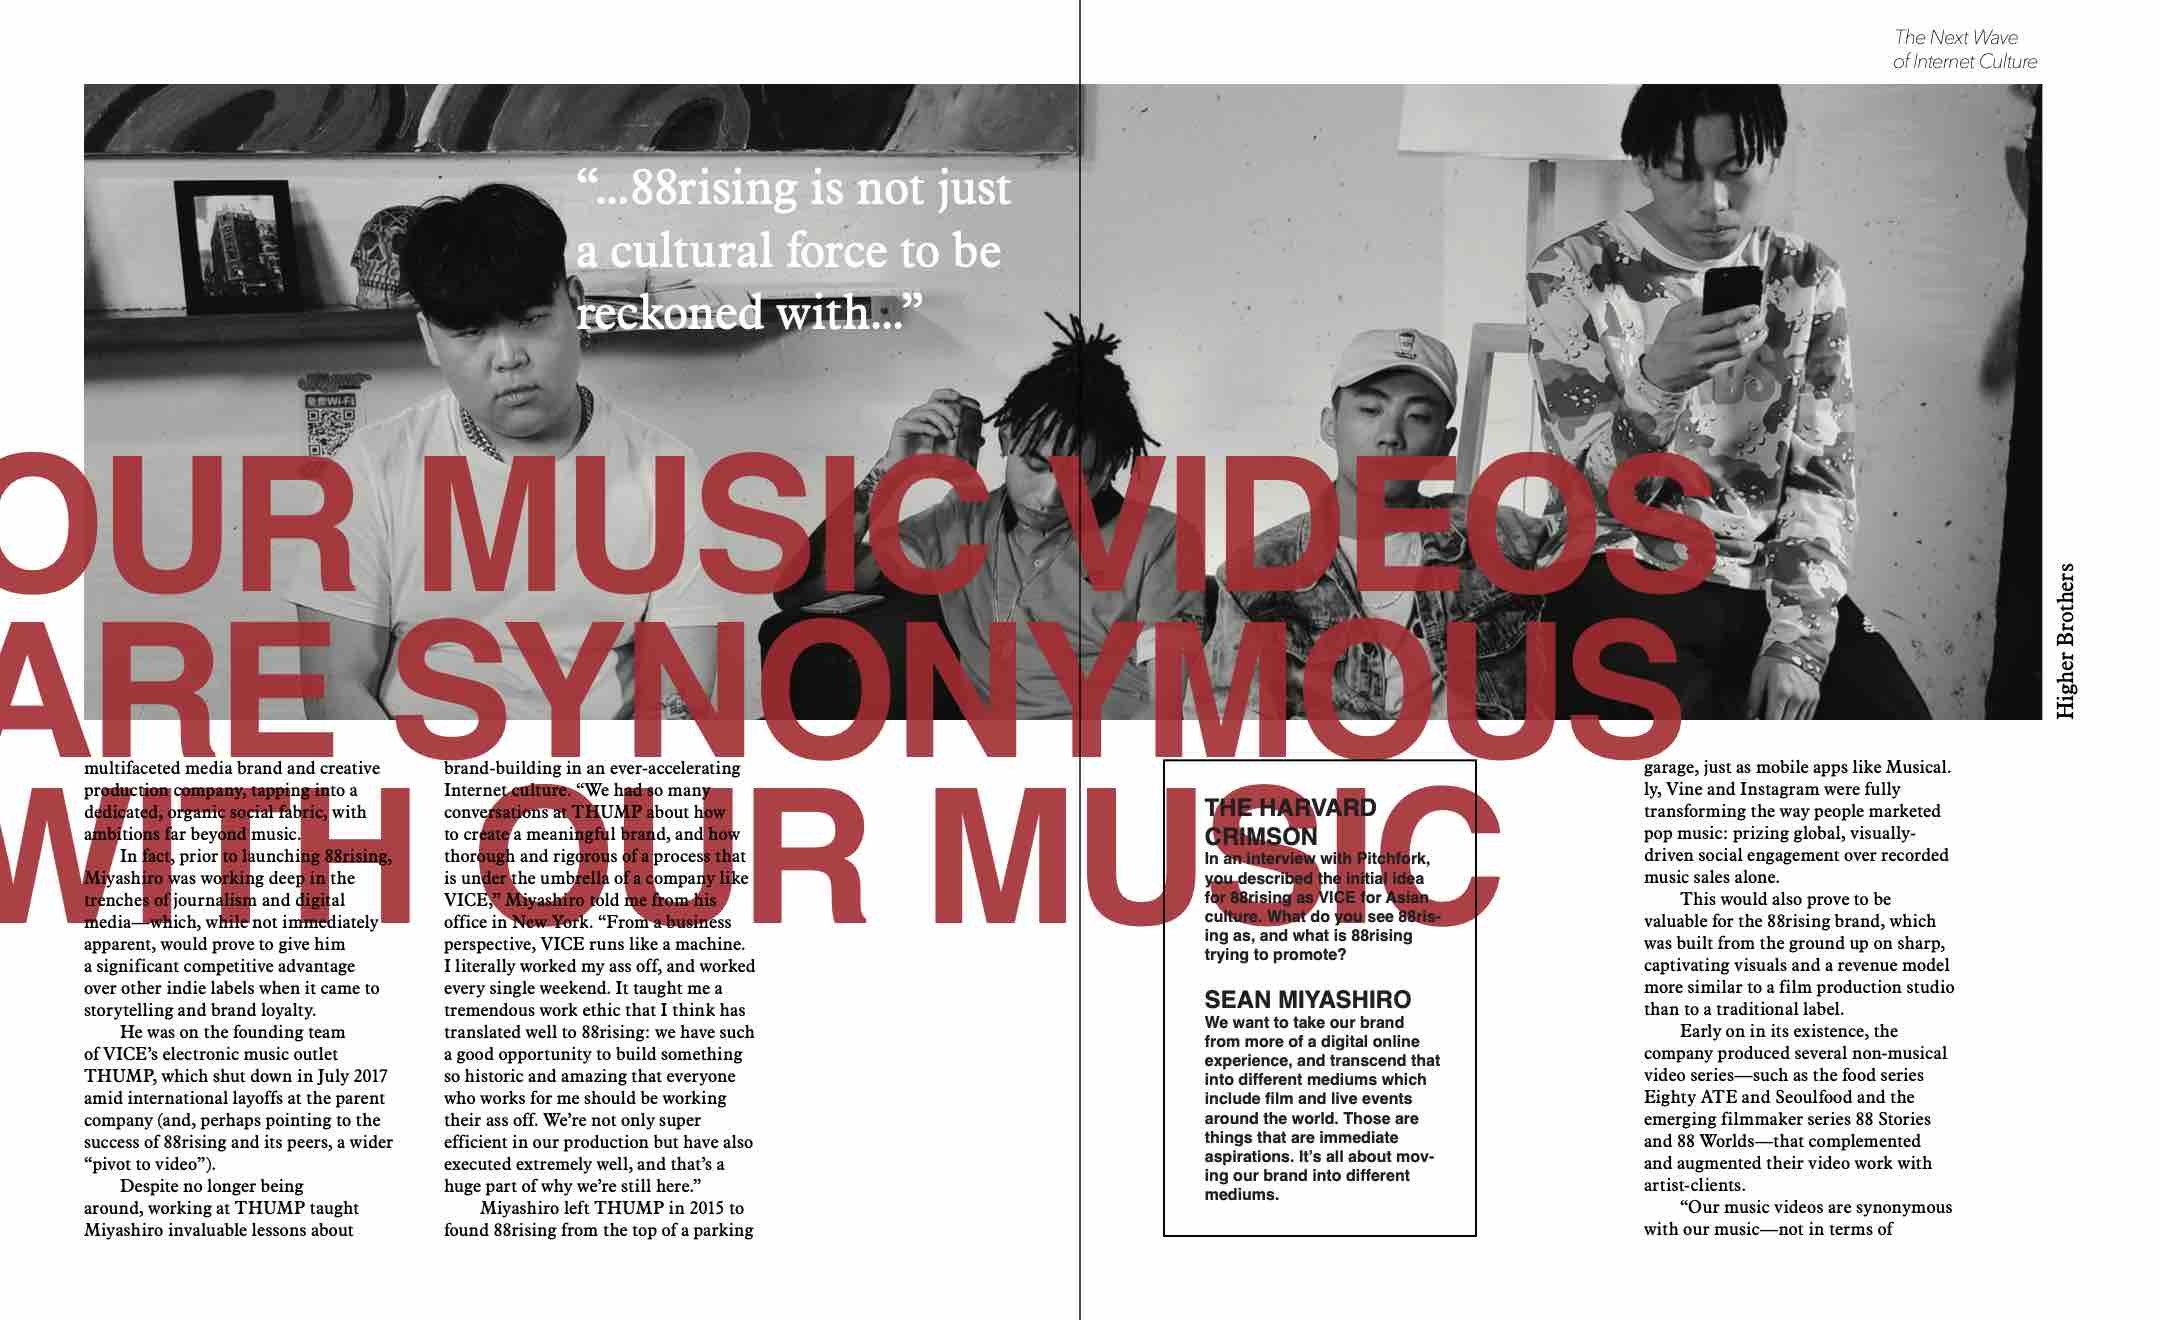 The Next Wave
of Internet Culture
“...88rising is not just
a cultural force to be
reckoned with...”
免费Wi-Fi
OUR MUSIC VIDEOS
ARE SYNONYMOUS
WITH OUR MUSIC
Higher Brothers
multifaceted media brand and creative
production company, tapping into a
dedicated, organic social fabric, with
ambitions far beyond music.
In fact, prior to launching 88rising,
Miyashiro was working deep in the
trenches of journalism and digital
media—which, while not immediately
apparent, would prove to give him
a significant competitive advantage
over other indie labels when it came to
storytelling and brand loyalty.
He was on the founding team
of VICE’s electronic music outlet
THUMP, which shut down in July 2017
amid international layoffs at the parent
company (and, perhaps pointing to the
success of 88rising and its peers, a wider
“pivot to video”).
Despite no longer being
around, working at THUMP taught
Miyashiro invaluable lessons about
brand-building in an ever-accelerating
Internet culture. “We had so many
conversations at THUMP about how
to create a meaningful brand, and how
thorough and rigorous of a process that
is under the umbrella of a company like
VICE,” Miyashiro told me from his
office in New York. “From a business
perspective, VICE runs like a machine.
I literally worked my ass off, and worked
every single weekend. It taught me a
tremendous work ethic that I think has
translated well to 88rising: we have such
a good opportunity to build something
so historic and amazing that everyone
who works for me should be working
their ass off. We’re not only super
efficient in our production but have also
executed extremely well, and that’s a
huge part of why we’re still here.”
Miyashiro left THUMP in 2015 to
found 88rising from the top of a parking
THE HARVARD
CRIMSON
In an interview with Pitchfork,
you described the initial idea
for 88rising as VICE for Asian
culture. What do you see 88ris-
ing as, and what is 88rising
trying to promote?
SEAN MIYASHIRO
We want to take our brand
from more of a digital online
experience, and transcend that
into different mediums which
include film and live events
around the world. Those are
things that are immediate
aspirations. It’s all about mov-
ing our brand into different
mediums.
garage, just as mobile apps like Musical.
ly, Vine and Instagram were fully
transforming the way people marketed
pop music: prizing global, visually-
driven social engagement over recorded
music sales alone.
This would also prove to be
valuable for the 88rising brand, which
was built from the ground up on sharp,
captivating visuals and a revenue model
more similar to a film production studio
than to a traditional label.
Early on in its existence, the
company produced several non-musical
video series—such as the food series
Eighty ATE and Seoulfood and the
emerging filmmaker series 88 Stories
and 88 Worlds—that complemented
and augmented their video work with
artist-clients.
“Our music videos are synonymous
with our music—not in terms of